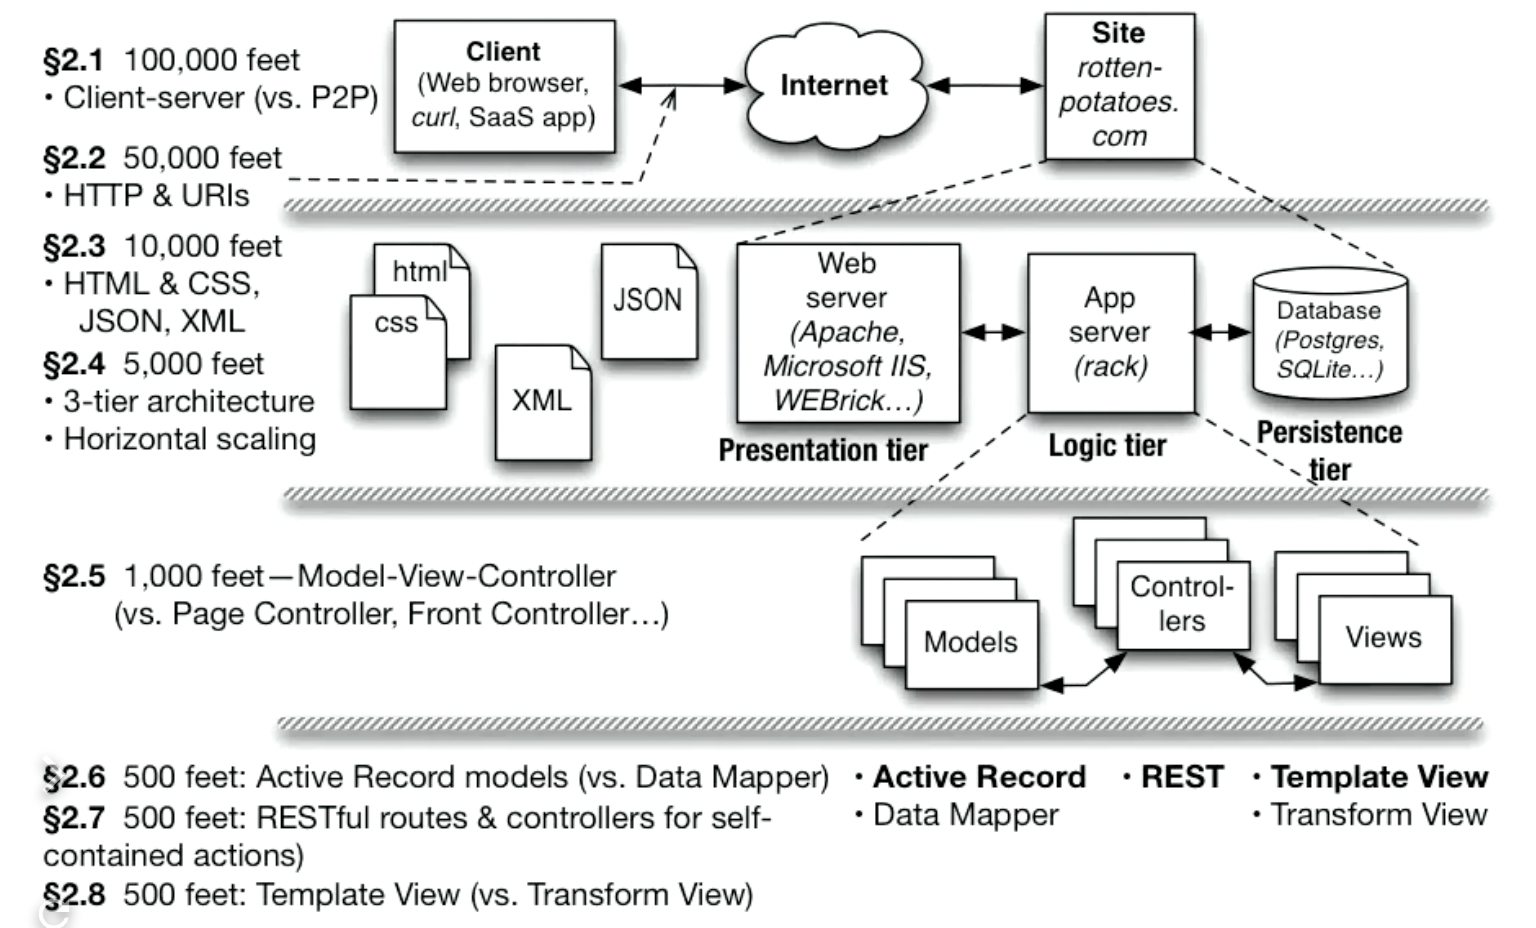 §2.1 100,000 feet
• Client-server (vs. P2P)
§2.2 50,000 feet
• HTTP & URIs
Client
(Web browser,
curl, SaaS app)
Internet
Site
rotten-
potatoes.
com
§2.3 10,000 feet
• HTML & CSS,
JSON, XML
§2.4 5,000 feet
• 3-tier architecture
• Horizontal scaling
html
css
XML
JSON
Web
server
(Apache,
Microsoft IIS,
WEBrick…)
Presentation tier
App
server
(rack)
Logic tier
Database
(Postgres,
SQLite…)
Persistence
tier
§2.5 1,000 feet—Model-View-Controller
(vs. Page Controller, Front Controller…)
Models
Control-
lers
Views
§2.6 500 feet: Active Record models (vs. Data Mapper)
§2.7 500 feet: RESTful routes & controllers for self-
contained actions)
§2.8 500 feet: Template View (vs. Transform View)
• Active Record
• Data Mapper
• REST
• Template View
• Transform View